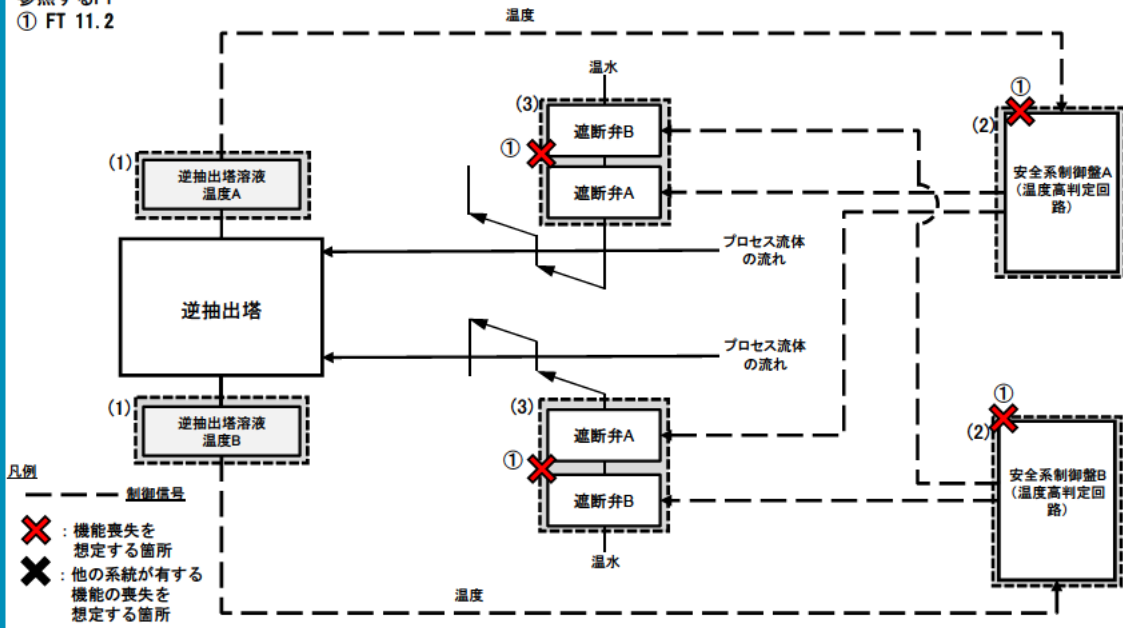 参照するFT
① FT 11.2
温度
温水
(3)
遮断弁B
①
遮断弁A
①
(2)
安全系制御盤A
(温度高判定回
路)
(1)
逆抽出塔溶液
温度A
プロセス流体
の流れ
逆抽出塔
プロセス流体
の流れ
(1)
逆抽出塔溶液
温度B
(3)
遮断弁A
①
遮断弁B
温水
①
(2)
安全系制御盤B
(温度高判定回
路)
凡例
制御信号
:機能喪失を
想定する箇所
:他の系統が有する
機能の喪失を
想定する箇所
温度